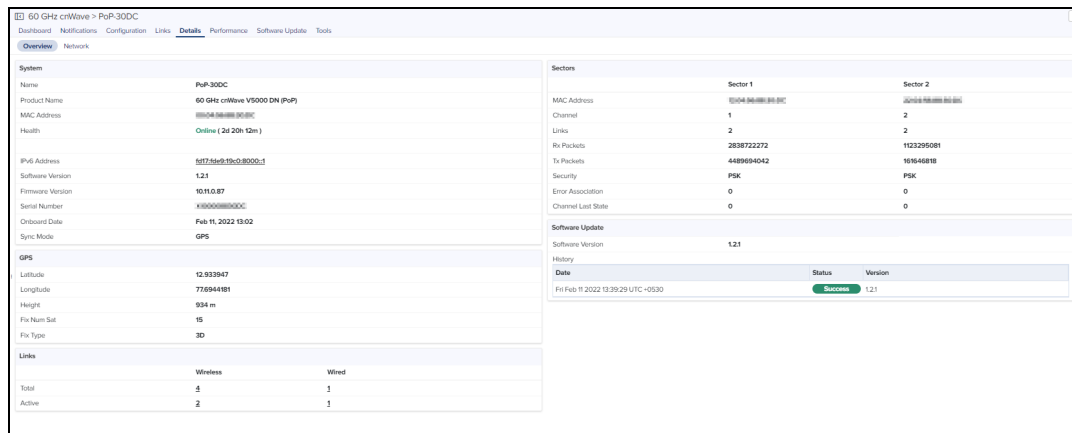 60 GHz cnWave > PoP-30DC
Dashboard Notifications Configuration Links Details Performance Software Update Tools
Overview Network
System
Name PoP-30DC
Product Name 60 GHz cnWave V5000 DN (PoP)
MAC Address
Health Online ( 2d 20h 12m )
IPv6 Address fd17:fde9:19c0:8000::1
Software Version 1.2.1
Firmware Version 10.11.0.87
Serial Number
Onboard Date Feb 11, 2022 13:02
Sync Mode GPS
GPS
Latitude 12.933947
Longitude 77.6944181
Height 934 m
Fix Num Sat 15
Fix Type 3D
Links
Wireless Wired
Total 4 1
Active 2 1
Sectors
Sector 1 Sector 2
MAC Address
Channel 1 2
Links 2 2
Rx Packets 2838722272 1123295081
Tx Packets 4489694042 161646818
Security PSK PSK
Error Association 0 0
Channel Last State 0 0
Software Update
Software Version 1.2.1
History
Date Status Version
Fri Feb 11 2022 13:39:29 UTC +0530 Success 1.2.1